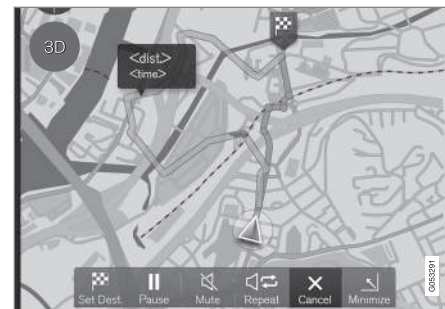 3D
<dist.>
<time>
Set Dest. Pause Mute Repeat Cancel Minimize
G053291